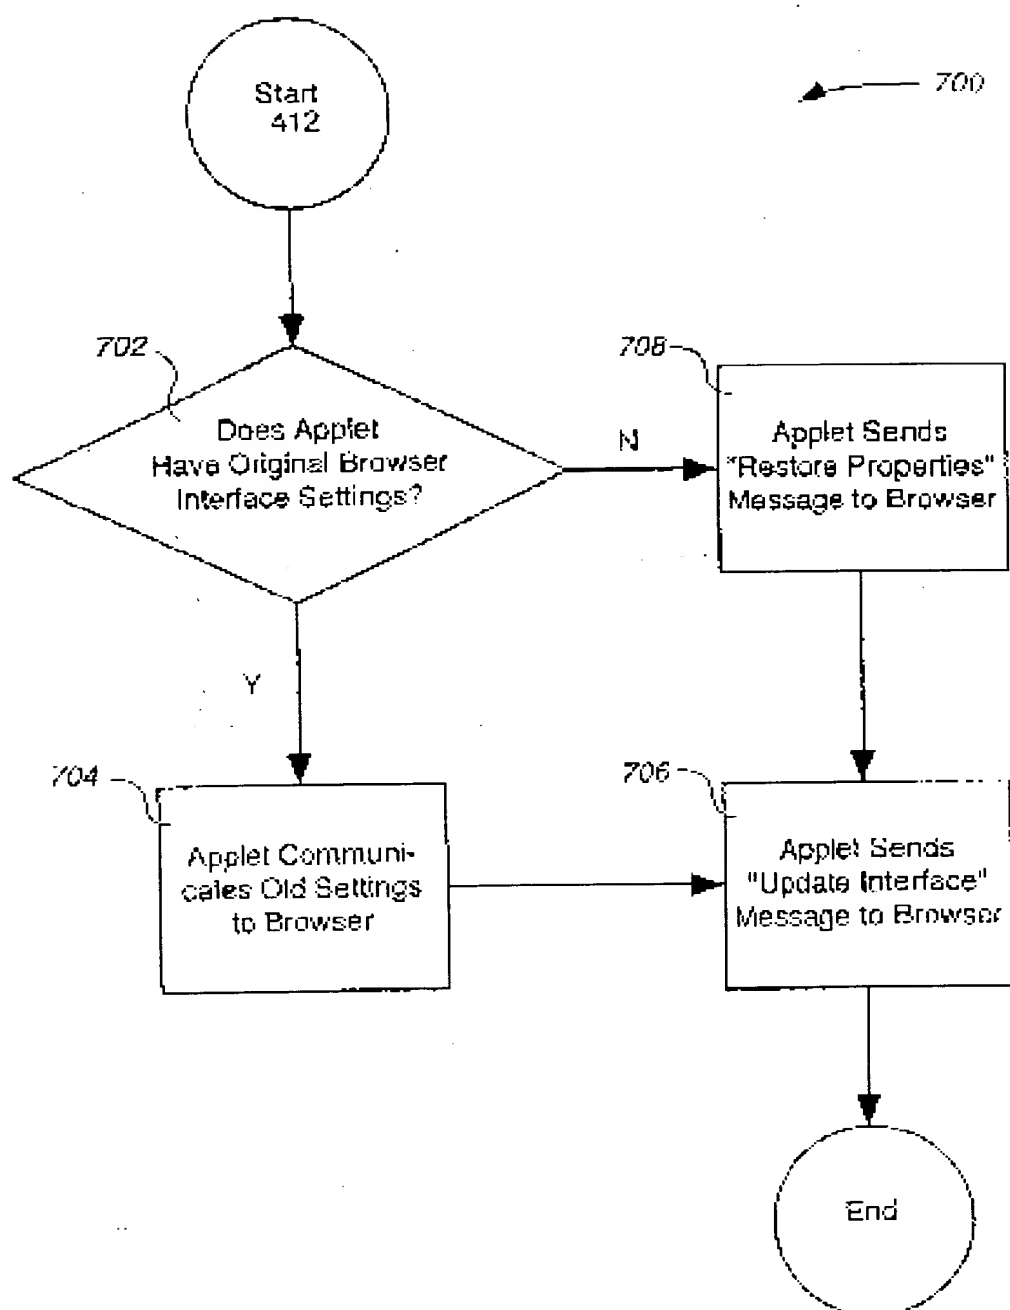 Start
412
700
702
Does Applet
Have Original Browser
Interface Settings?
N
708
Applet Sends
"Restore Properties"
Message to Browser
Y
704
Applet Communi-
cates Old Settings
to Browser
706
Applet Sends
"Update Interface"
Message to Browser
End